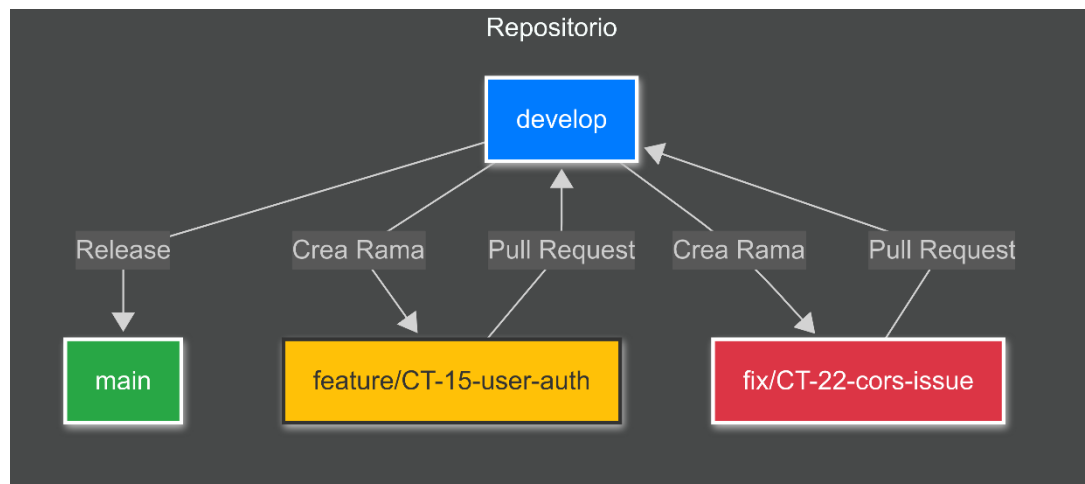 Repositorio
develop
Release
Crea Rama
Pull Request
Crea Rama
Pull Request
main
feature/CT-15-user-auth
fix/CT-22-cors-issue